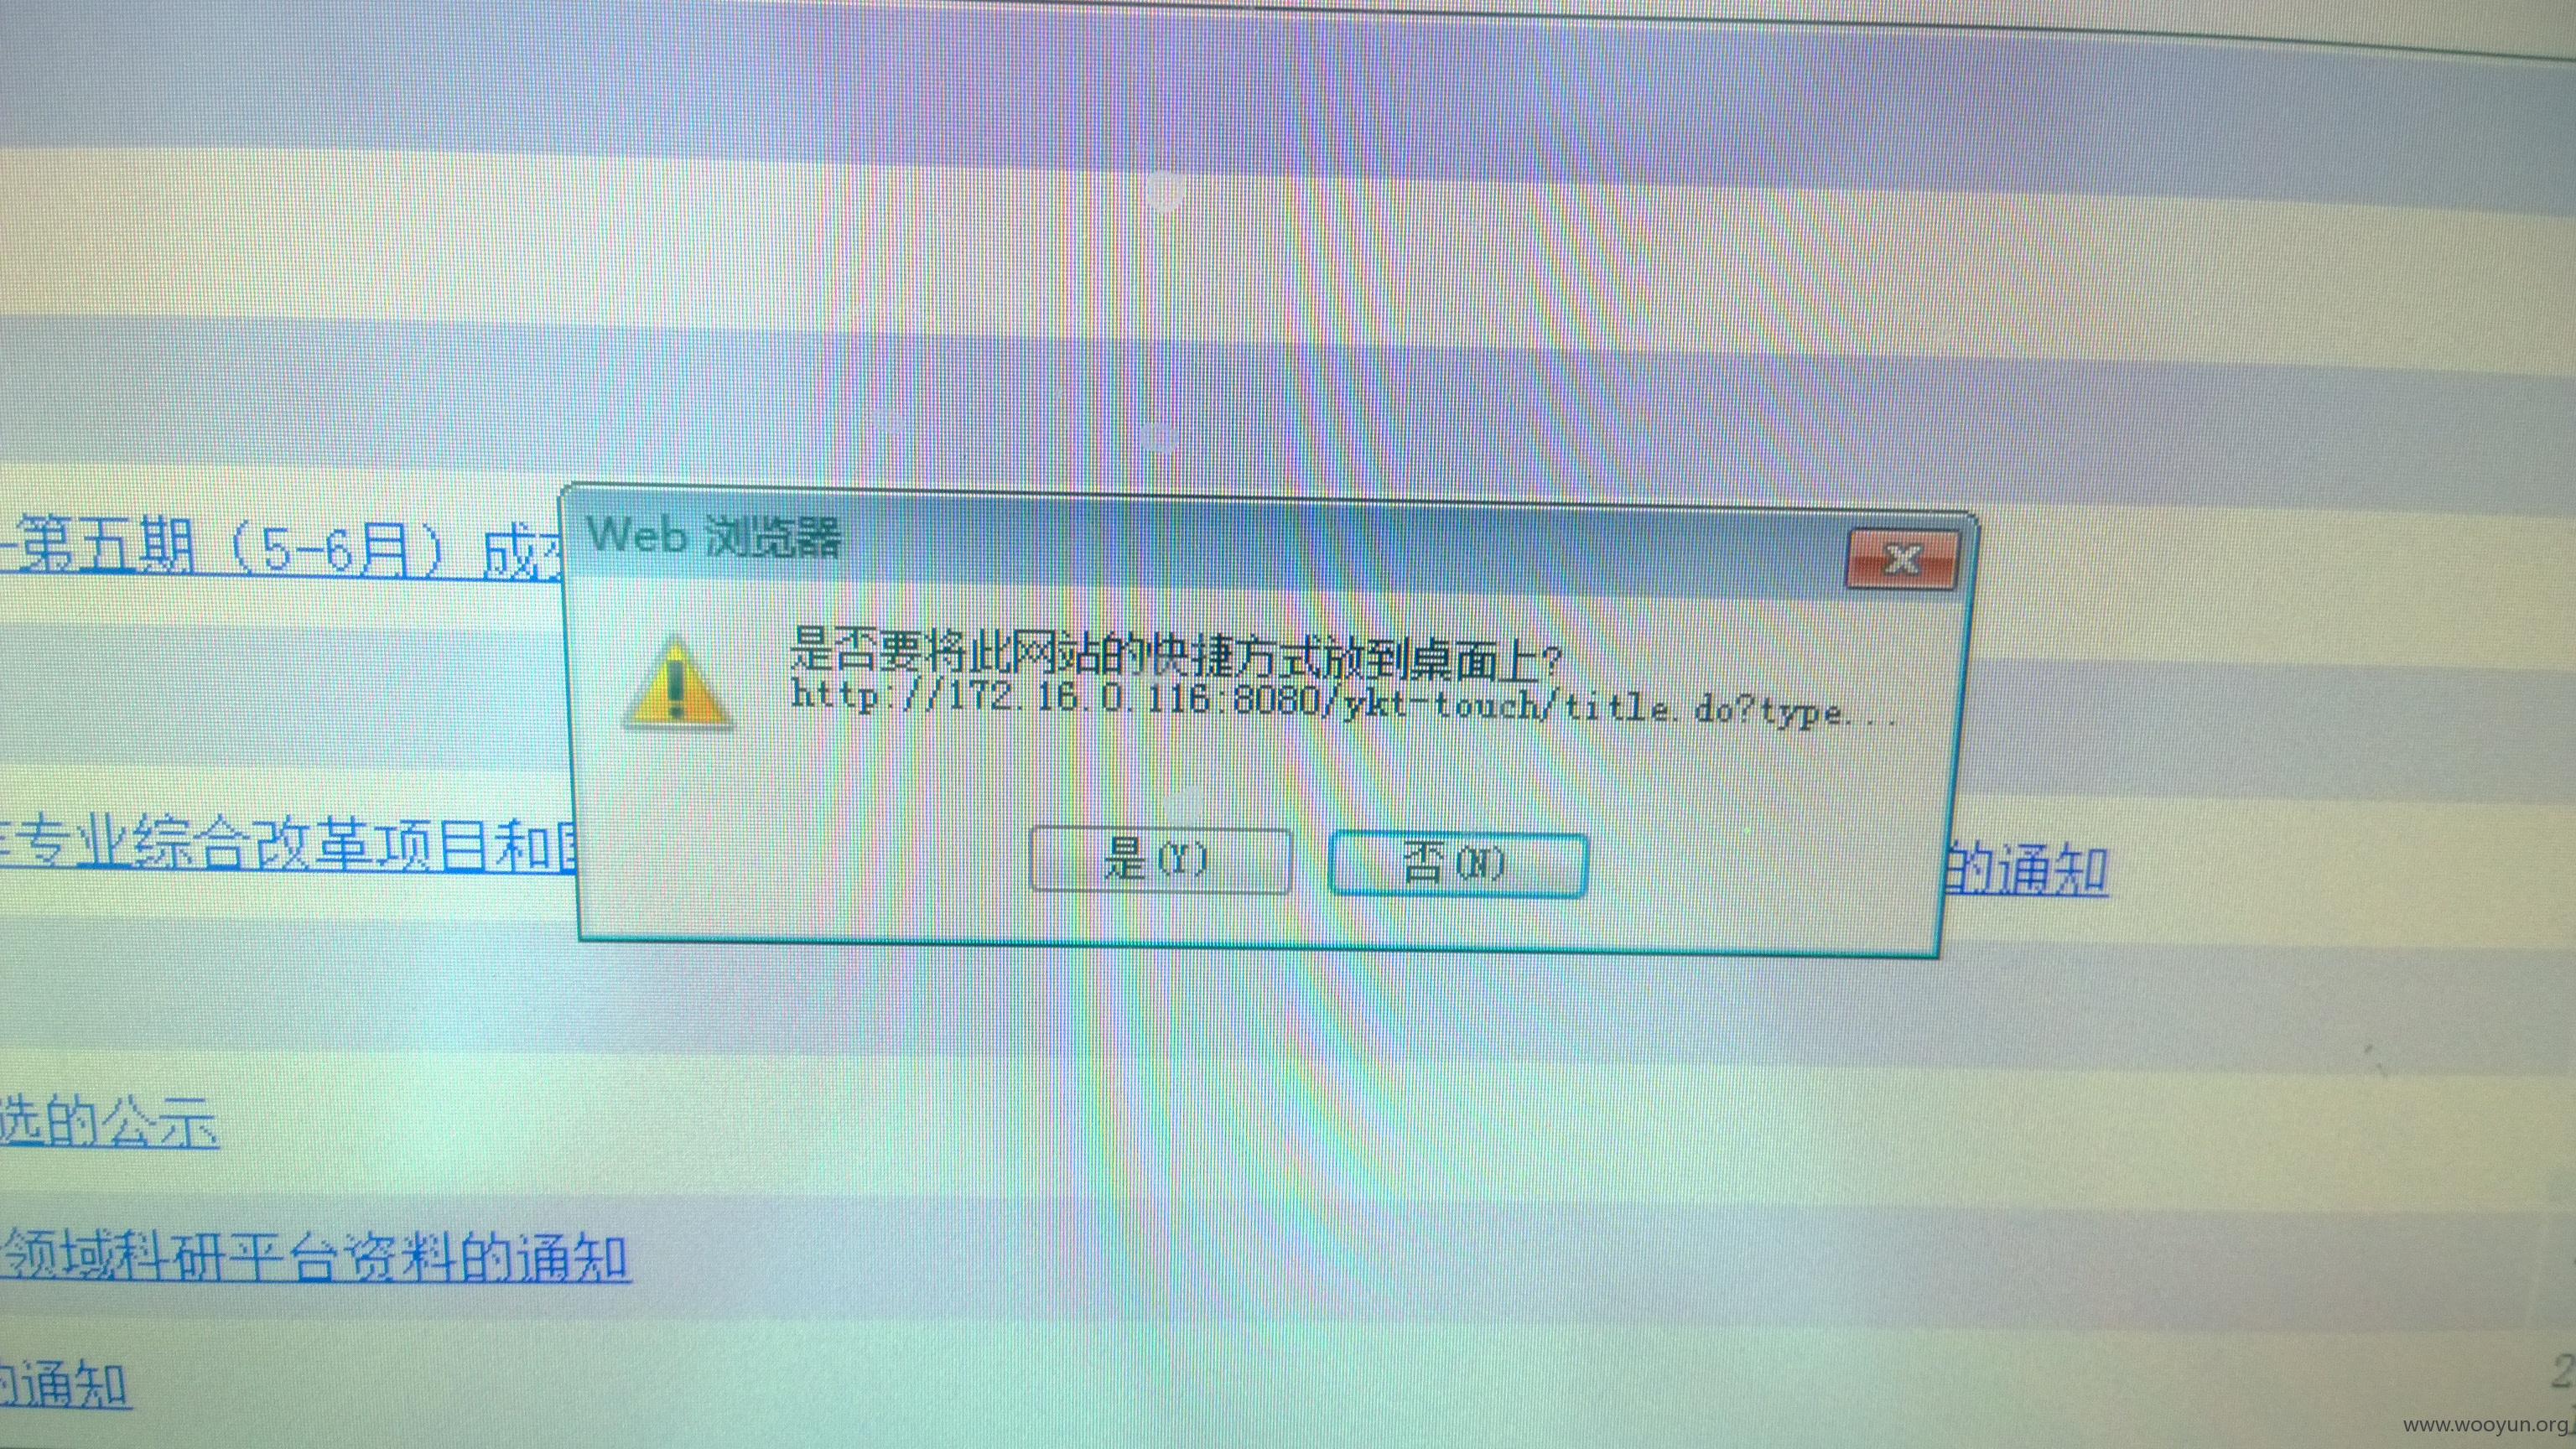 第五期（5-6月）成
Web 浏览器
是否要将此网站的快捷方式放到桌面上?
http://172.16.0.116:8080/ykt-touch/title.do?type...
是(Y)
否(N)
专业综合改革项目和
的通知
选的公示
领域科研平台资料的通知
的通知
2
www.wooyun.org